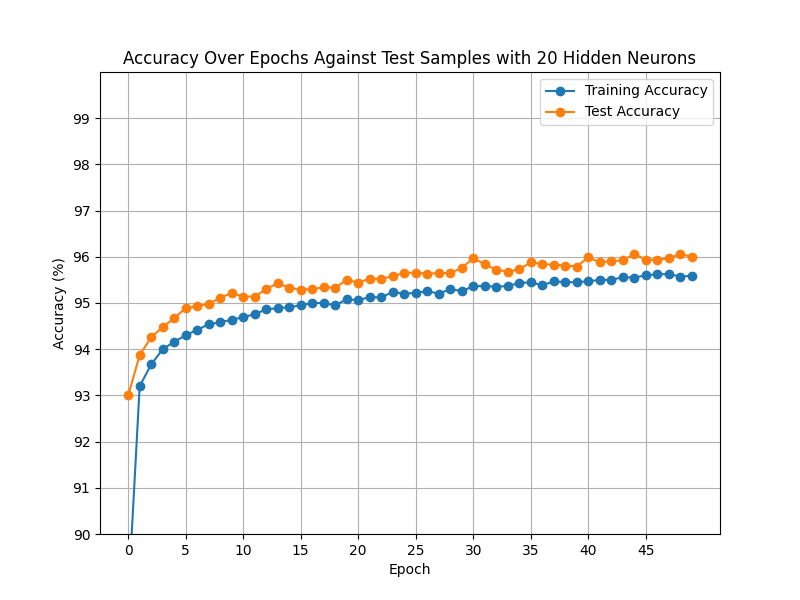 Accuracy Over Epochs Against Test Samples with 20 Hidden Neurons
Training Accuracy
Test Accuracy
99
98
97
96
95
94
93
92
91
90
Accuracy (%)
0 5 10 15 20 25 30 35 40 45
Epoch